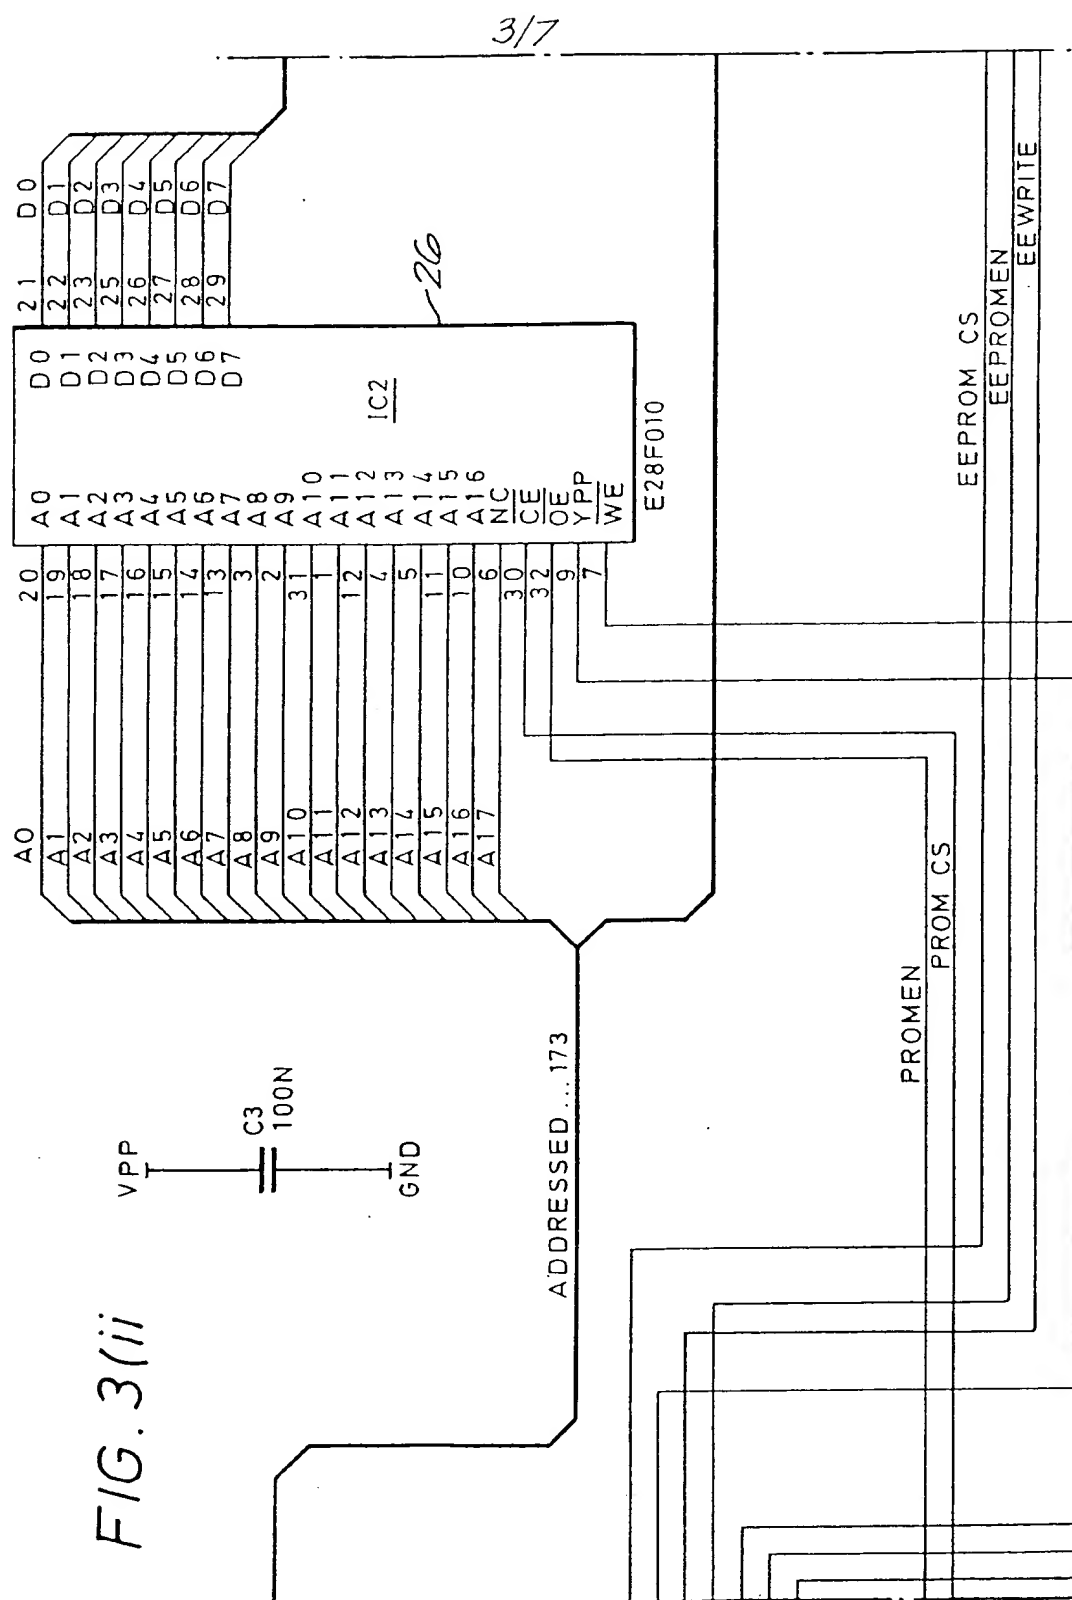 3/7
FIG. 3(ii
VPP
C3
100N
GND
ADDRESSED...173
A0 20 A0 D0 21 D0
A1 19 A1 D1 22 D1
A2 18 A2 D2 23 D2
A3 17 A3 D3 25 D3
A4 16 A4 D4 26 D4
A5 15 A5 D5 27 D5
A6 14 A6 D6 28 D6
A7 13 A7 D7 29 D7
A8 3 A8
A9 2 A9
A10 31 A10
A11 1 A11
A12 12 A12
A13 4 A13
A14 5 A14
A15 11 A15
A16 10 A16
A17 6 NC
30 CE
32 OE
9 YPP
7 WE
IC2
26
E28F010
PROMEN
PROM CS
EEPROM CS
EEPROMEN
EEWRITE